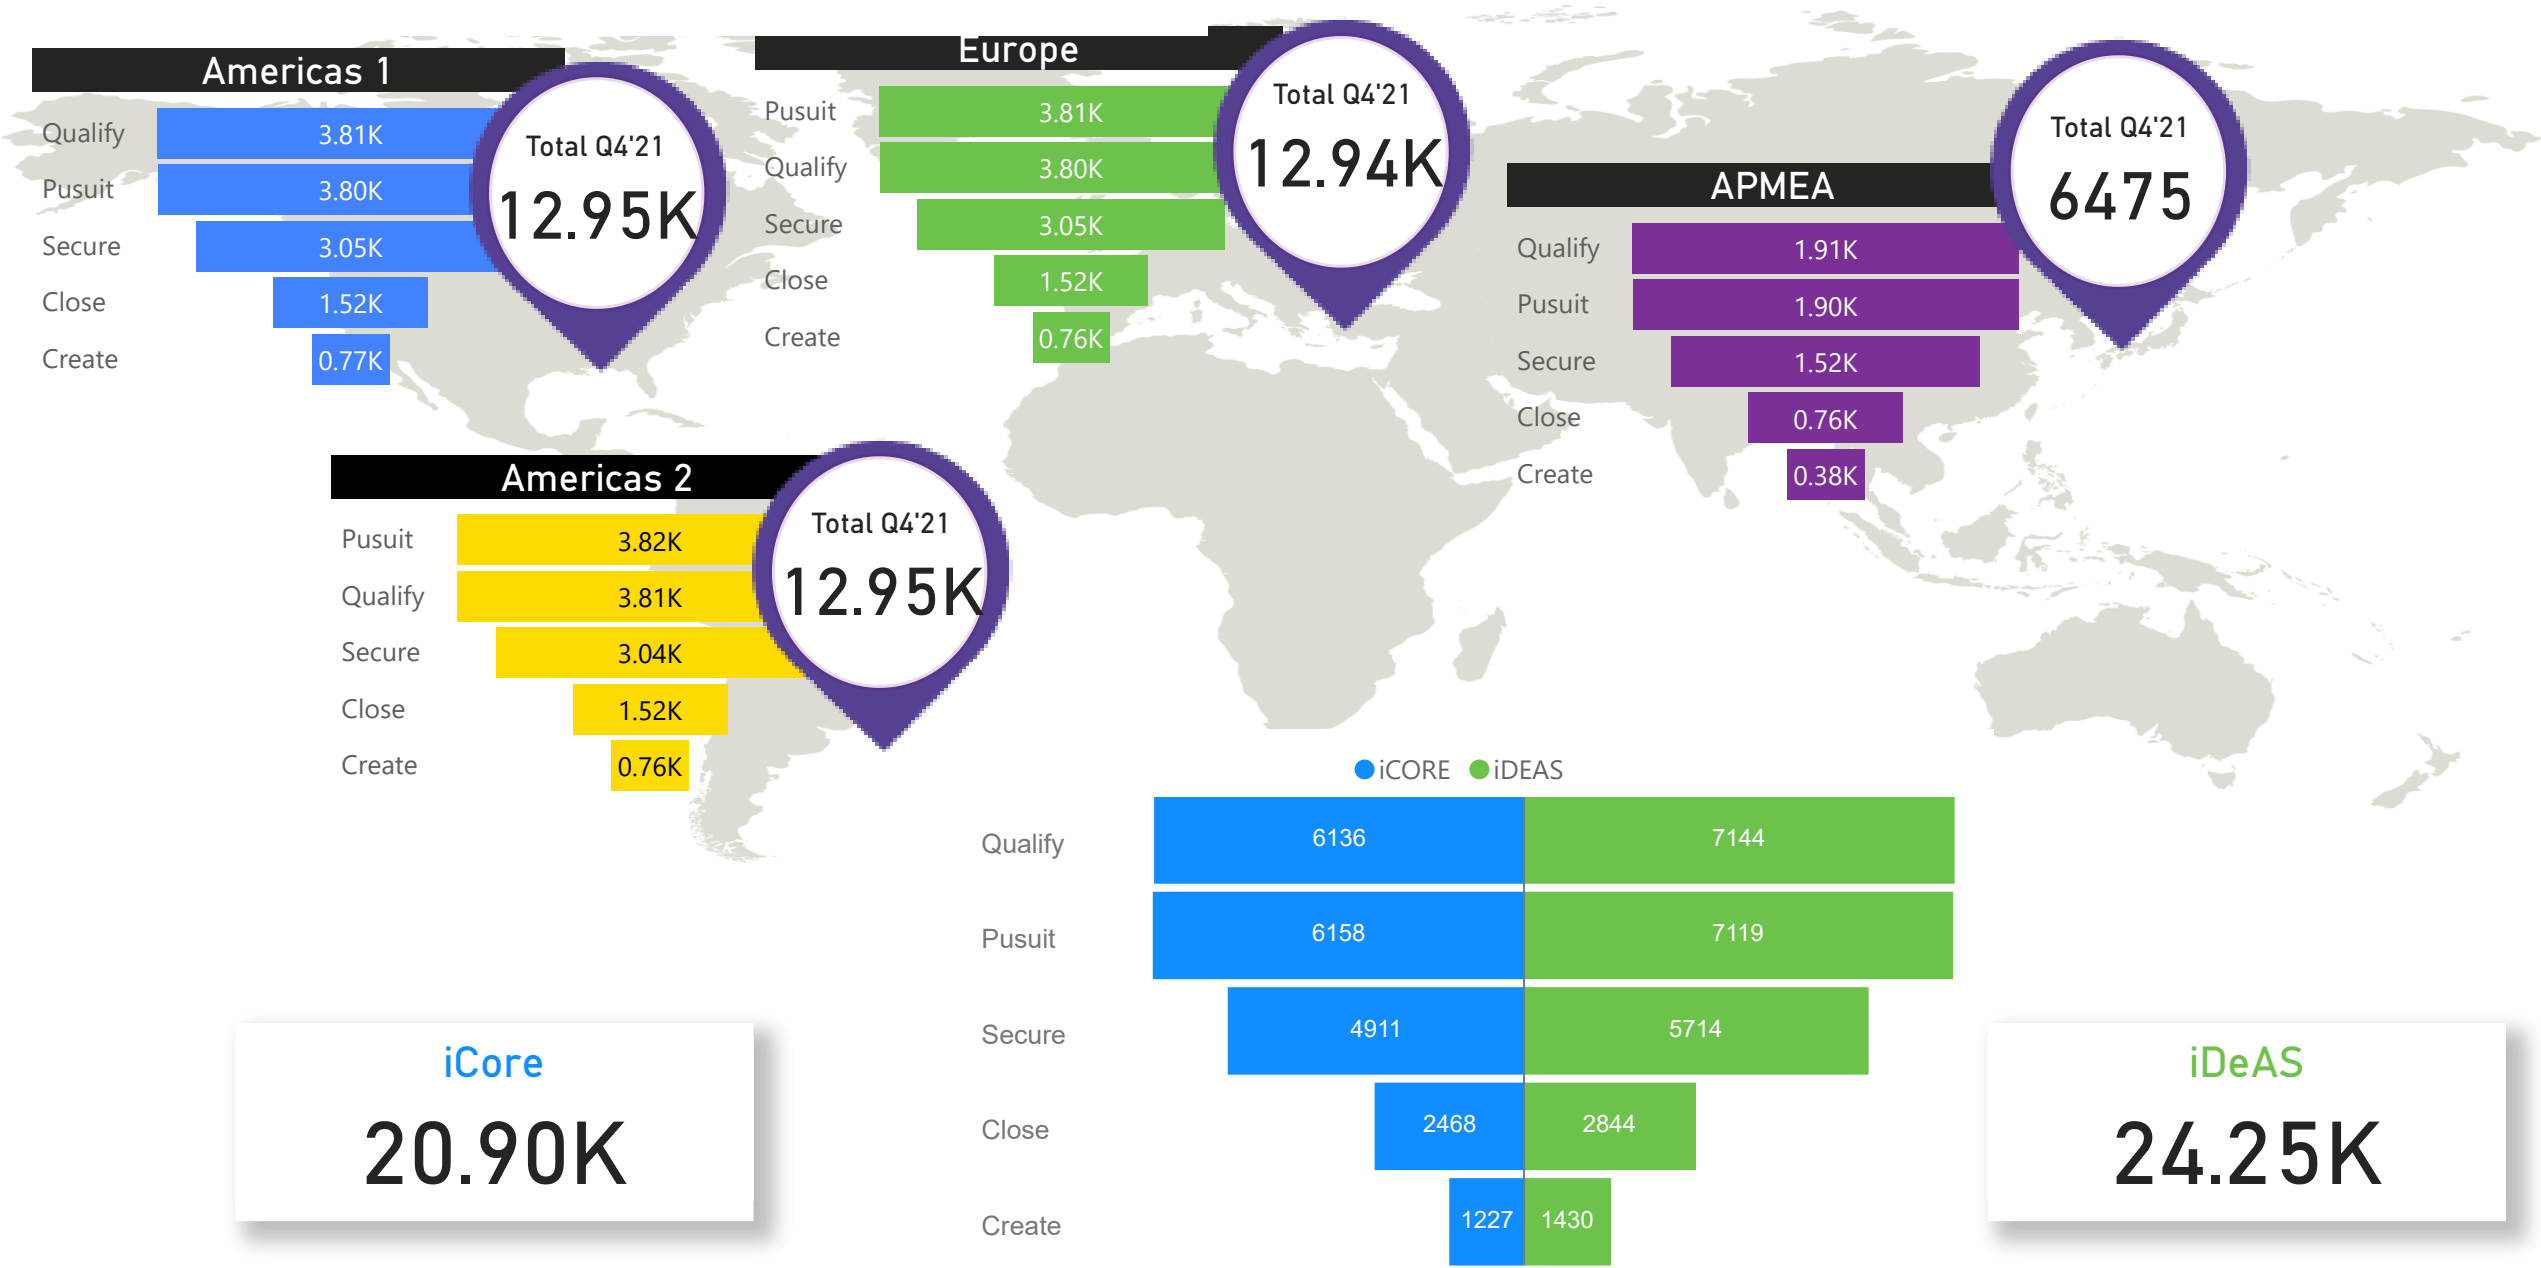 Americas 1
Qualify 3.81K
Pusuit 3.80K
Secure 3.05K
Close 1.52K
Create 0.77K
Total Q4'21
12.95K
Europe
Pusuit 3.81K
Qualify 3.80K
Secure 3.05K
Close 1.52K
Create 0.76K
Total Q4'21
12.94K
APMEA
Qualify 1.91K
Pusuit 1.90K
Secure 1.52K
Close 0.76K
Create 0.38K
Total Q4'21
6475
Americas 2
Pusuit 3.82K
Qualify 3.81K
Secure 3.04K
Close 1.52K
Create 0.76K
Total Q4'21
12.95K
iCORE iDEAS
Qualify 6136 7144
Pusuit 6158 7119
Secure 4911 5714
Close 2468 2844
Create 1227 1430
iCore
20.90K
iDeAS
24.25K